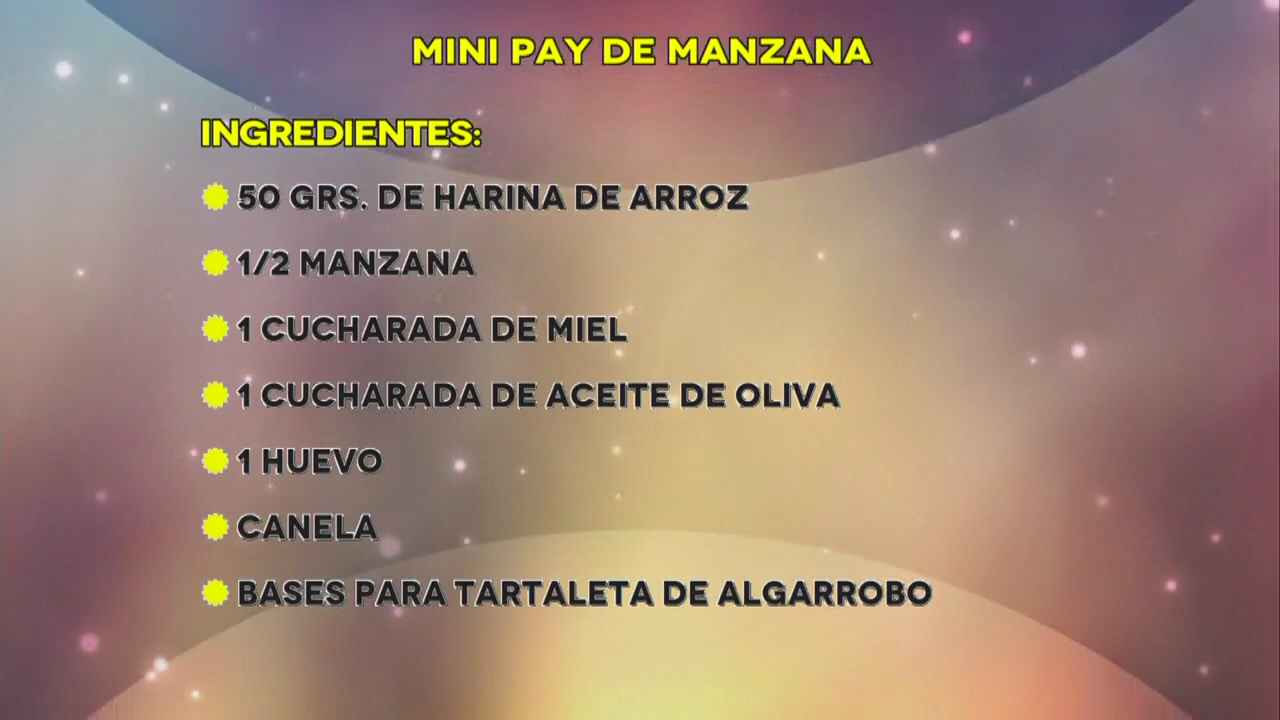 MINI PAY DE MANZANA
INGREDIENTES:
50 GRS. DE HARINA DE ARROZ
1/2 MANZANA
1 CUCHARADA DE MIEL
1 CUCHARADA DE ACEITE DE OLIVA
1 HUEVO
CANELA
BASES PARA TARTALETA DE ALGARROBO